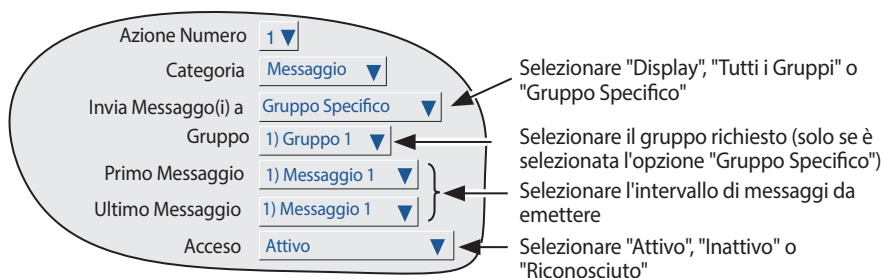 Azione Numero 1
Categoria Messaggio
Invia Messaggo(i) a Gruppo Specifico
Selezionare "Display", "Tutti i Gruppi" o
"Gruppo Specifico"
Gruppo 1) Gruppo 1
Selezionare il gruppo richiesto (solo se è
selezionata l'opzione "Gruppo Specifico")
Primo Messaggio 1) Messaggio 1
Ultimo Messaggio 1) Messaggio 1
Selezionare l'intervallo di messaggi da
emettere
Acceso Attivo
Selezionare "Attivo", "Inattivo" o
"Riconosciuto"